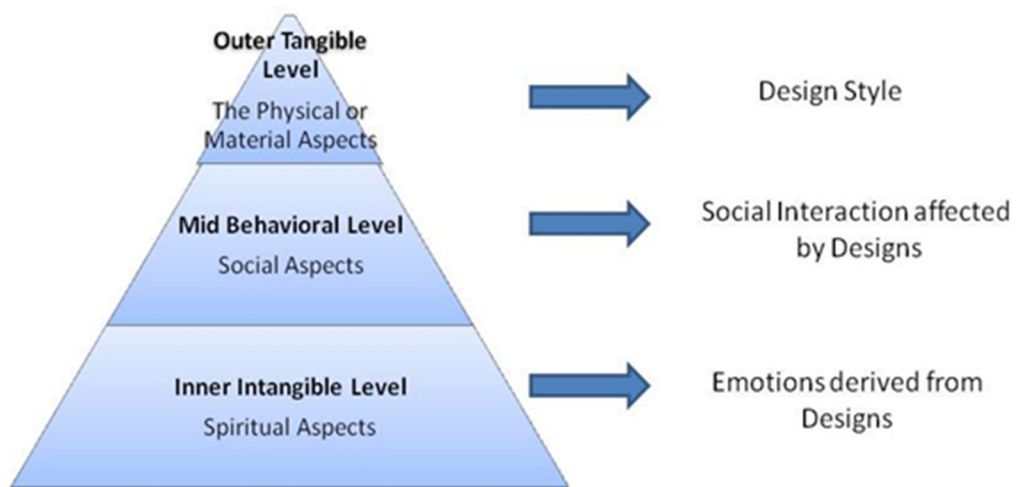 Outer Tangible
Level
The Physical or
Material Aspects
Design Style
Mid Behavioral Level
Social Aspects
Social Interaction affected
by Designs
Inner Intangible Level
Spiritual Aspects
Emotions derived from
Designs